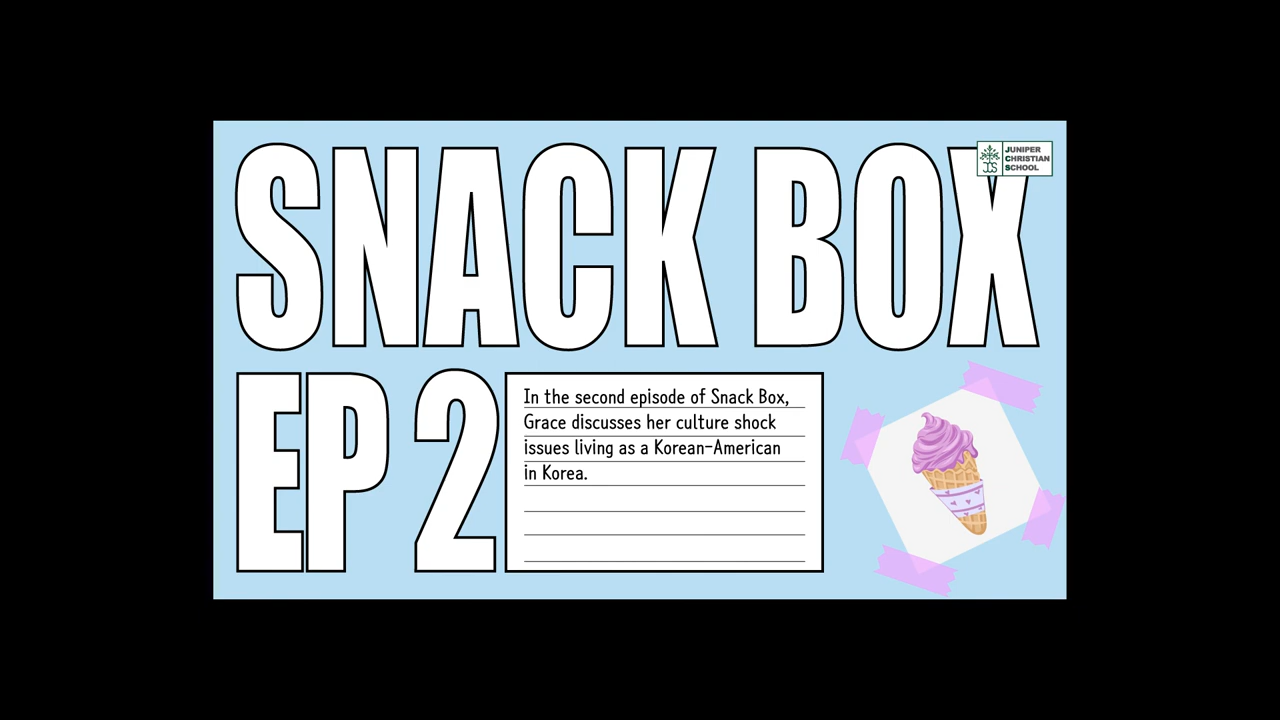 SNACK BOX
JUNIPER
CHRISTIAN
SCHOOL
JCS
EP 2
In the second episode of Snack Box,
Grace discusses her culture shock
issues living as a Korean-American
in Korea.